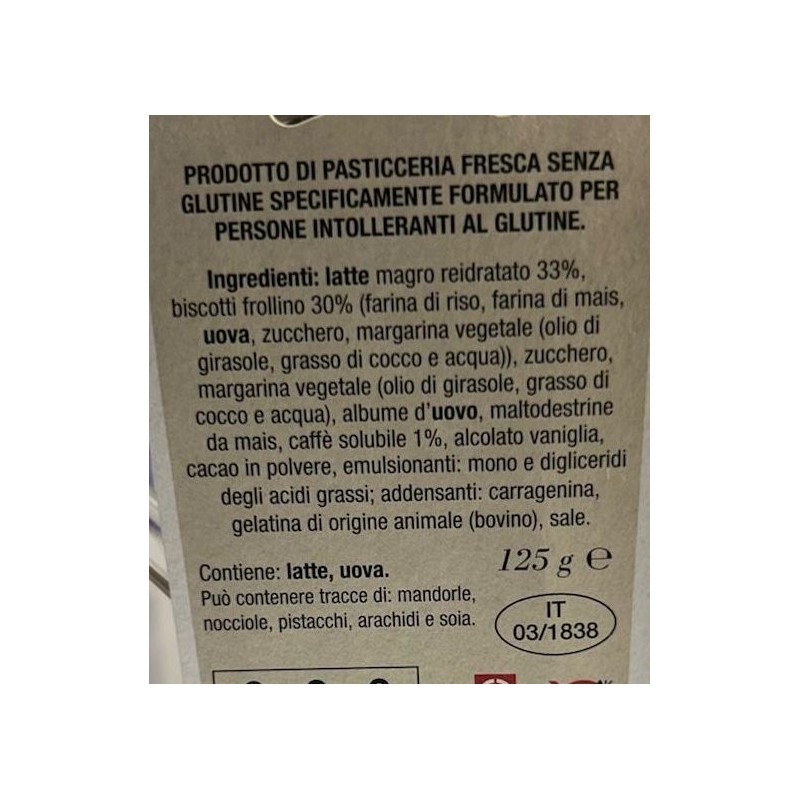 PRODOTTO DI PASTICCERIA FRESCA SENZA
GLUTINE SPECIFICAMENTE FORMULATO PER
PERSONE INTOLLERANTI AL GLUTINE.
Ingredienti: latte magro reidratato 33%,
biscotti frollino 30% (farina di riso, farina di mais,
uova, zucchero, margarina vegetale (olio di
girasole, grasso di cocco e acqua)), zucchero,
margarina vegetale (olio di girasole, grasso di
cocco e acqua), albume d'uovo, maltodestrine
da mais, caffè solubile 1%, alcolato vaniglia,
cacao in polvere, emulsionanti: mono e digliceridi
degli acidi grassi; addensanti: carragenina,
gelatina di origine animale (bovino), sale.
Contiene: latte, uova.
Può contenere tracce di: mandorle,
nocciole, pistacchi, arachidi e soia.
125 g e
IT
03/1838